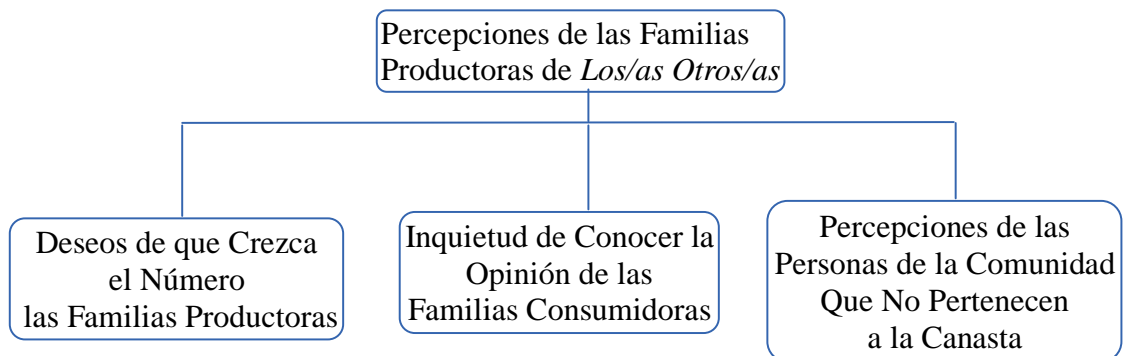 Percepciones de las Familias
Productoras de Los/as Otros/as
Deseos de que Crezca
el Número
las Familias Productoras
Inquietud de Conocer la
Opinión de las
Familias Consumidoras
Percepciones de las
Personas de la Comunidad
Que No Pertenecen
a la Canasta